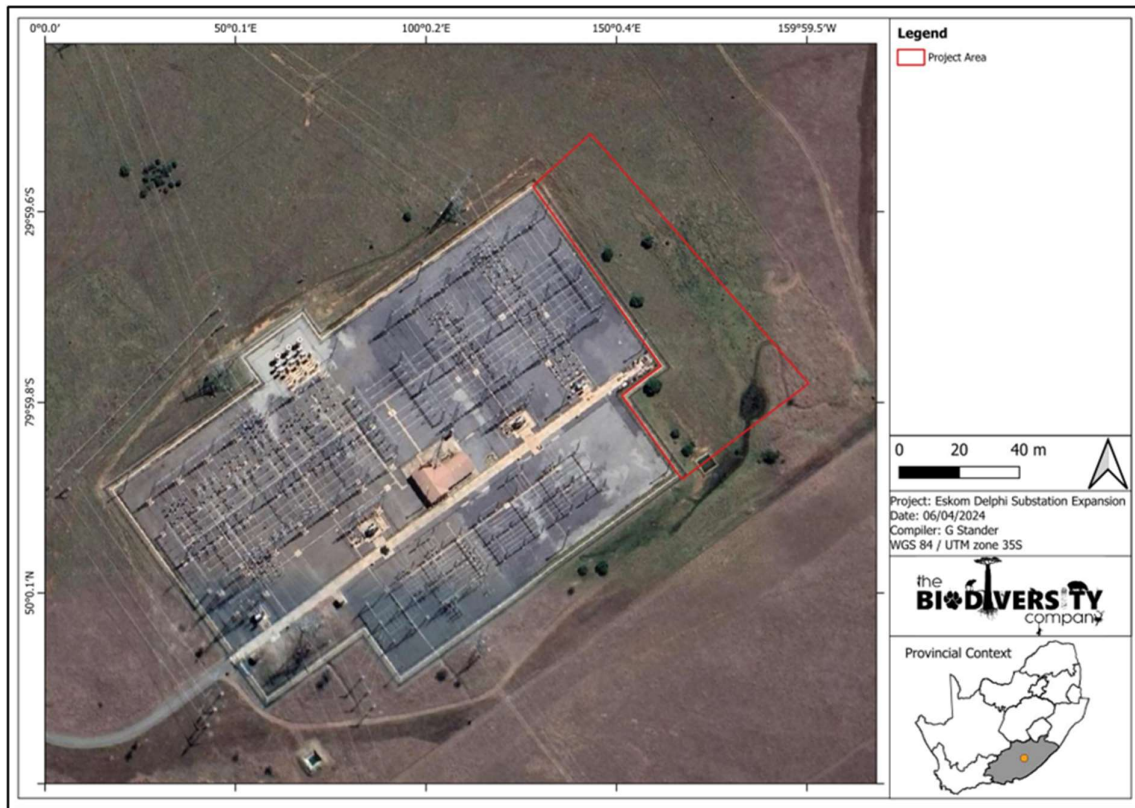 0°0.0'
50°0.1'E
100°0.2'E
150°0.4'E
159°59.5'W
29°59.6'S
79°59.8'S
50°0.1'N
Legend
Project Area
0 20 40 m
Project: Eskom Delphi Substation Expansion
Date: 06/04/2024
Compiler: G Stander
WGS 84 / UTM zone 35S
the
BIODIVERSITY
company
Provincial Context